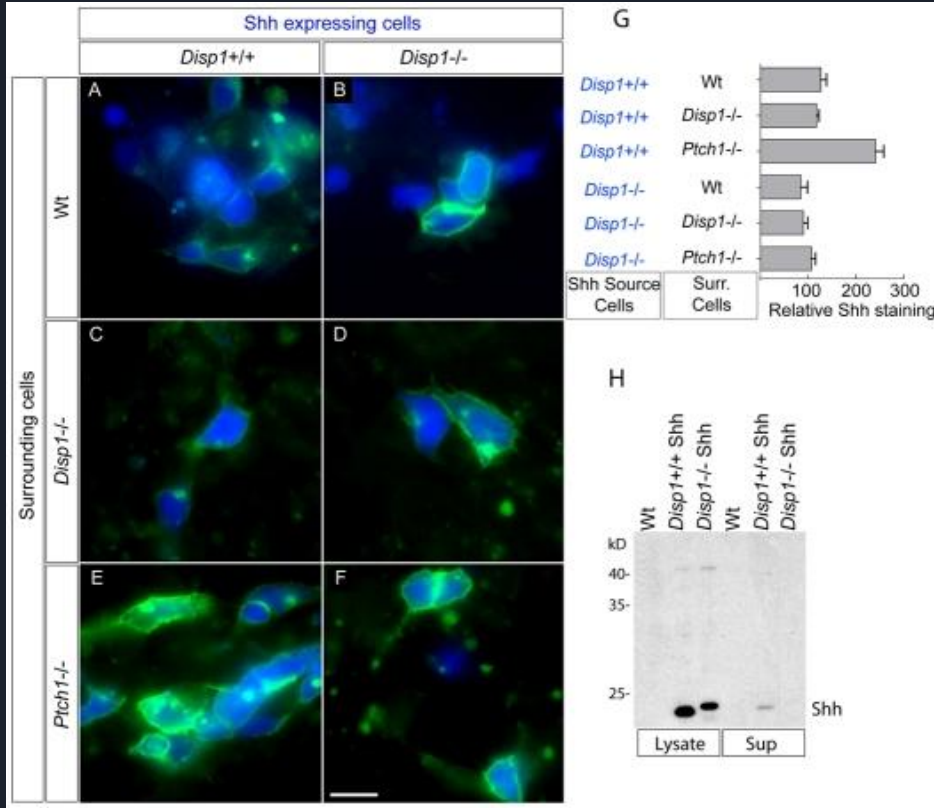 Shh expressing cells
Disp1+/+ Disp1-/-
Surrounding cells
Wt
Disp1-/-
Ptch1-/-
A B
C D
E F
G
Disp1+/+ Wt
Disp1+/+ Disp1-/-
Disp1+/+ Ptch1-/-
Disp1-/- Wt
Disp1-/- Disp1-/-
Disp1-/- Ptch1-/-
Shh Source Cells
Surr. Cells
100 200 300
Relative Shh staining
H
Wt
Disp1+/+ Shh
Disp1-/- Shh
Wt
Disp1+/+ Shh
Disp1-/- Shh
kD
40-
35-
25-
Shh
Lysate Sup